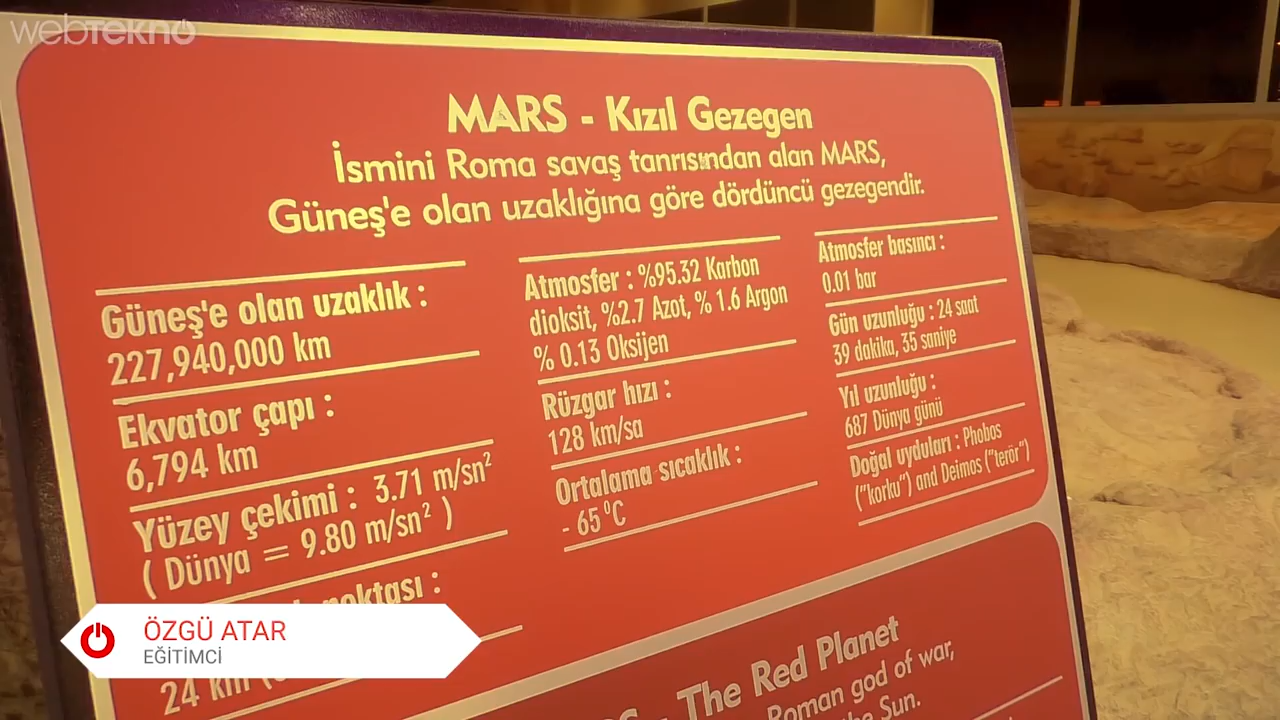 webTEKNO
MARS - Kızıl Gezegen
İsmini Roma savaş tanrısından alan MARS,
Güneş'e olan uzaklığına göre dördüncü gezegendir.
Güneş'e olan uzaklık :
227,940,000 km
Ekvator çapı :
6,794 km
Yüzey çekimi : 3.71 m/sn²
( Dünya = 9.80 m/sn² )
noktası :
24 km
Atmosfer : %95.32 Karbon
dioksit, %2.7 Azot, % 1.6 Argon
% 0.13 Oksijen
Rüzgar hızı :
128 km/sa
Ortalama sıcaklık :
- 65 ⁰C
Atmosfer basıncı :
0.01 bar
Gün uzunluğu : 24 saat
39 dakika, 35 saniye
Yıl uzunluğu :
687 Dünya günü
Doğal uyduları : Phobos
("korku") and Deimos ("terör")
- The Red Planet
Roman god of war,
the Sun.
ÖZGÜ ATAR
EĞİTİMCİ